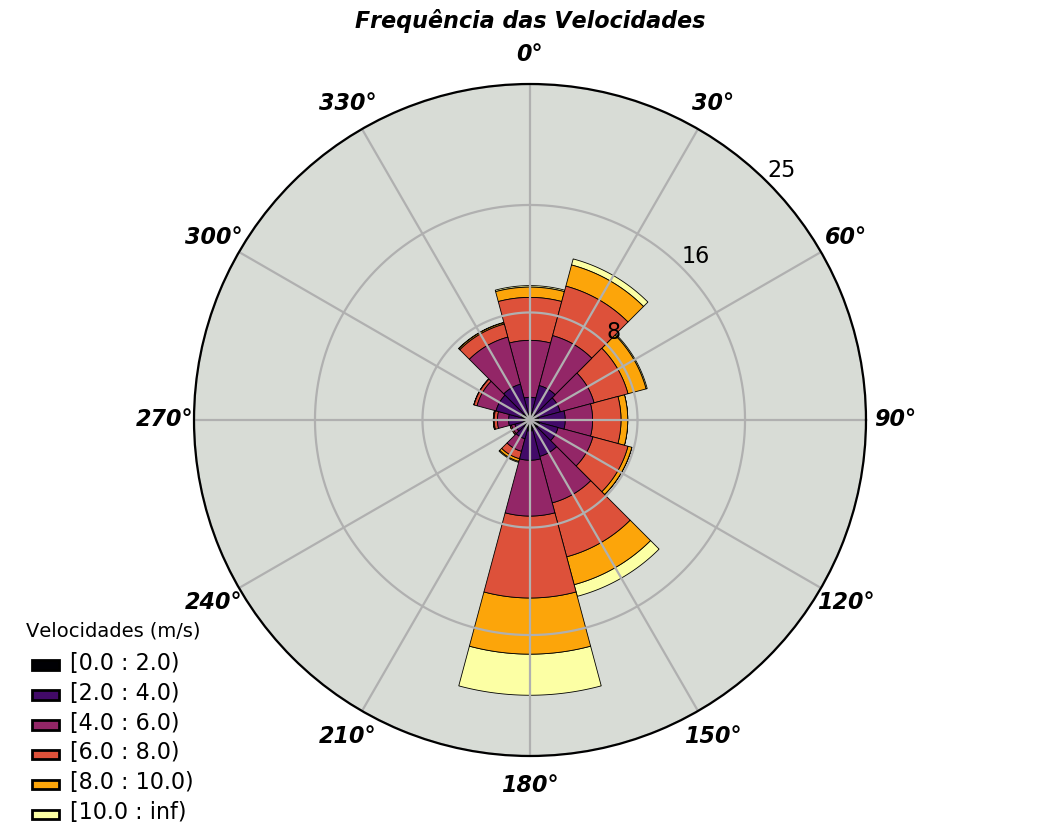 Frequência das Velocidades
0°
330°
30°
25
300°
60°
16
8
270°
90°
240°
120°
210°
150°
180°
Velocidades (m/s)
[0.0 : 2.0)
[2.0 : 4.0)
[4.0 : 6.0)
[6.0 : 8.0)
[8.0 : 10.0)
[10.0 : inf)